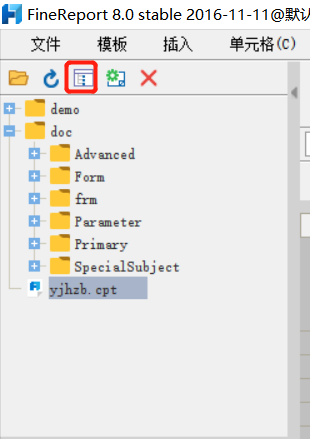 FineReport 8.0 stable 2016-11-11@默认
文件 模板 插入 单元格(C)
demo
doc
Advanced
Form
frm
Parameter
Primary
SpecialSubject
yjhzb.cpt